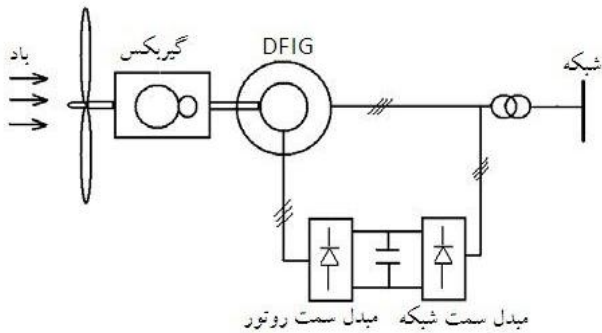 DFIG
گیربکس
باد
شبکه
مبدل سمت شبکه
مبدل سمت روتور